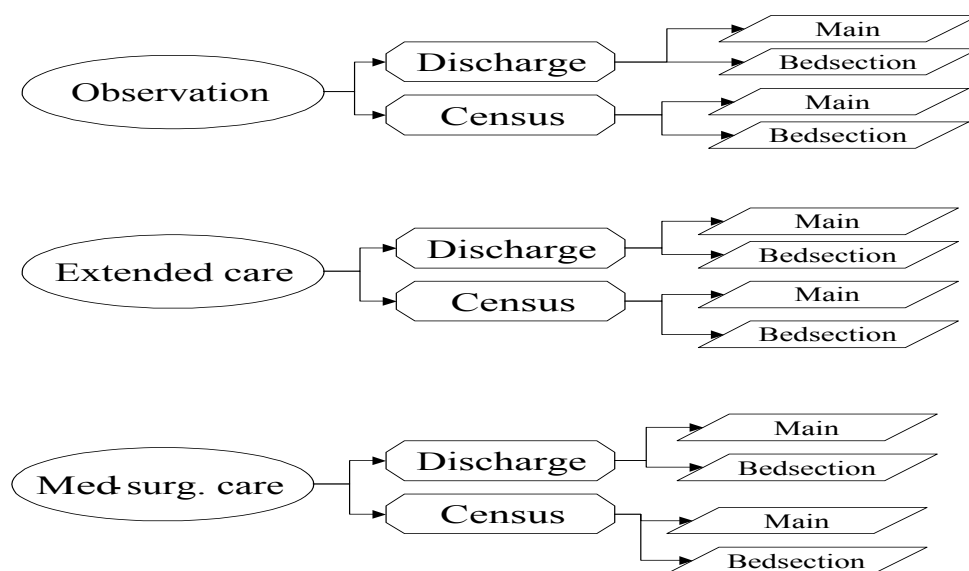 Observation
Discharge
Main
Bedsection
Census
Main
Bedsection
Extended care
Discharge
Main
Bedsection
Census
Main
Bedsection
Med-surg. care
Discharge
Main
Bedsection
Census
Main
Bedsection